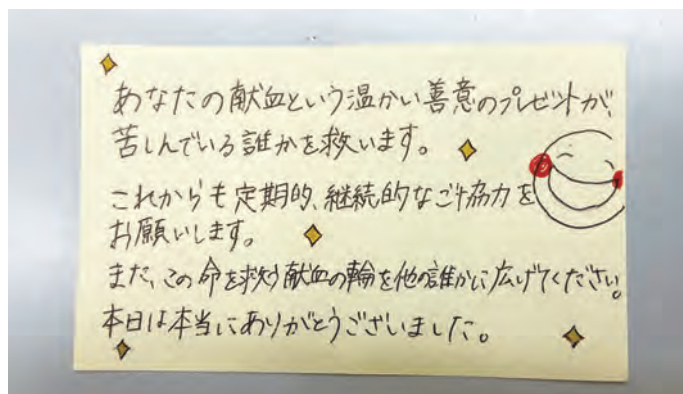 あなたの献血という温かい善意のプレゼントが、
苦しんでいる誰かを救います。
これからも定期的、継続的なご協力を
お願いします。
また、この命を救う献血の輪を他の誰かに広げてください。
本日は本当にありがとうございました。